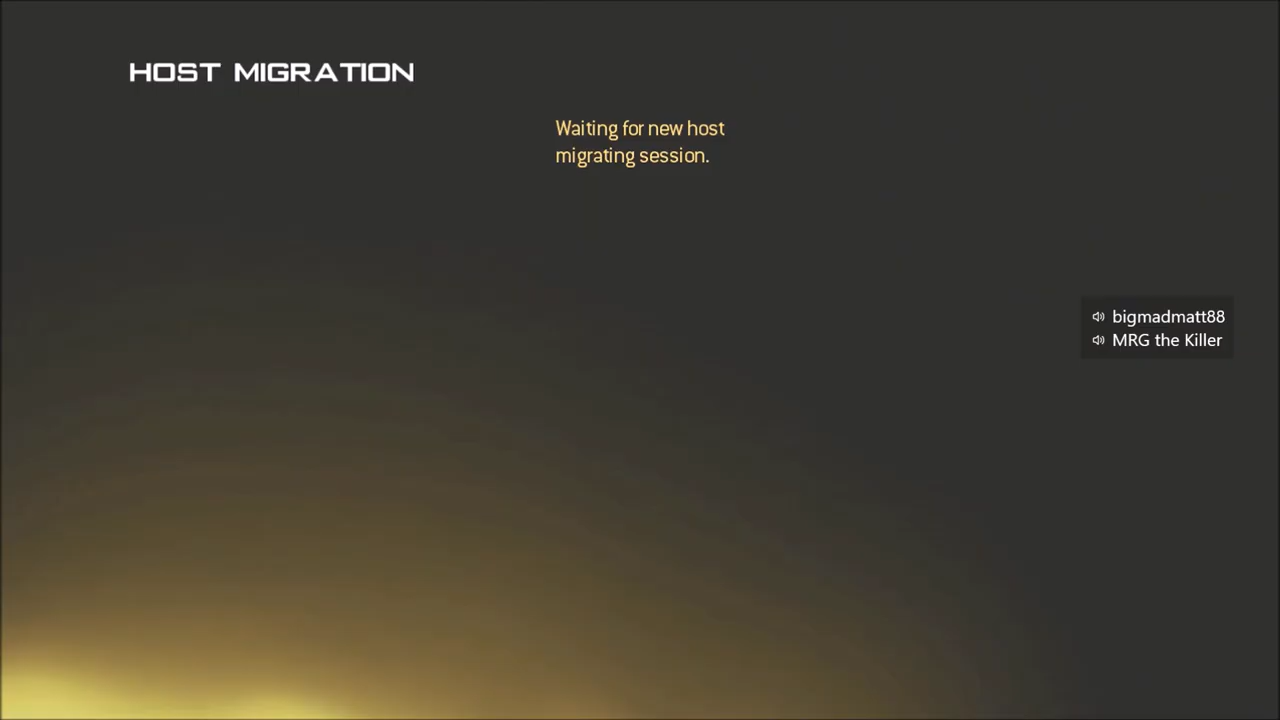 HOST MIGRATION
Waiting for new host
migrating session.
bigmadmatt88
MRG the Killer